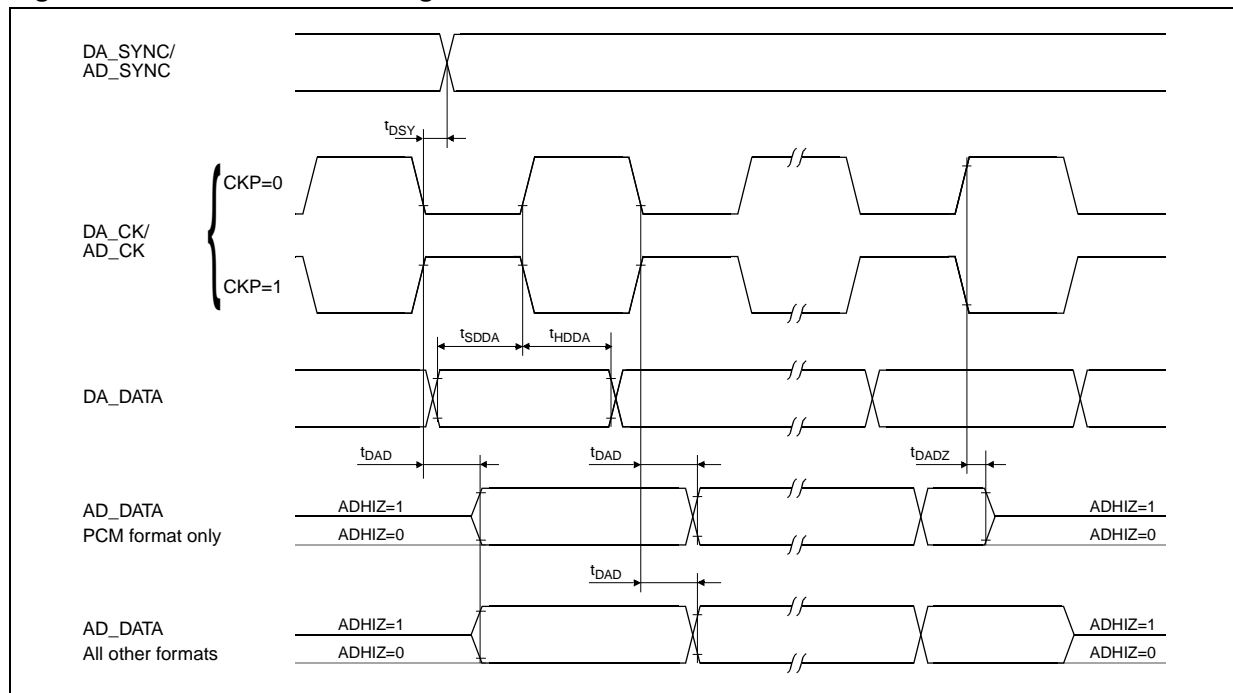 DA_SYNC/
AD_SYNC
tDSY
CKP=0
DA_CK/
AD_CK
CKP=1
tSDDA
tHDDA
DA_DATA
tDAD
tDAD
tDADZ
AD_DATA
PCM format only
ADHIZ=1
ADHIZ=0
ADHIZ=1
ADHIZ=0
tDAD
AD_DATA
All other formats
ADHIZ=1
ADHIZ=0
ADHIZ=1
ADHIZ=0